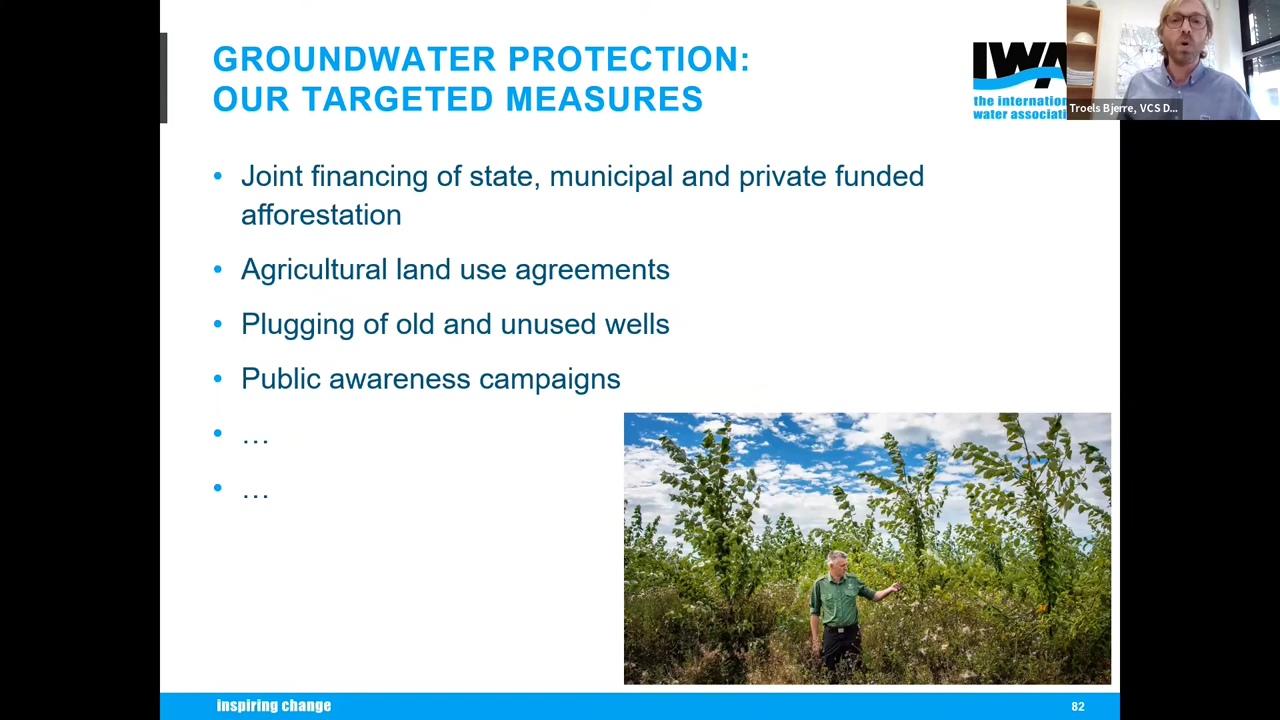 GROUNDWATER PROTECTION:
OUR TARGETED MEASURES
IWA
the internation
water associati
Troels Bjerre, VCS D...
• Joint financing of state, municipal and private funded
afforestation
• Agricultural land use agreements
• Plugging of old and unused wells
• Public awareness campaigns
• …
• …
inspiring change
82